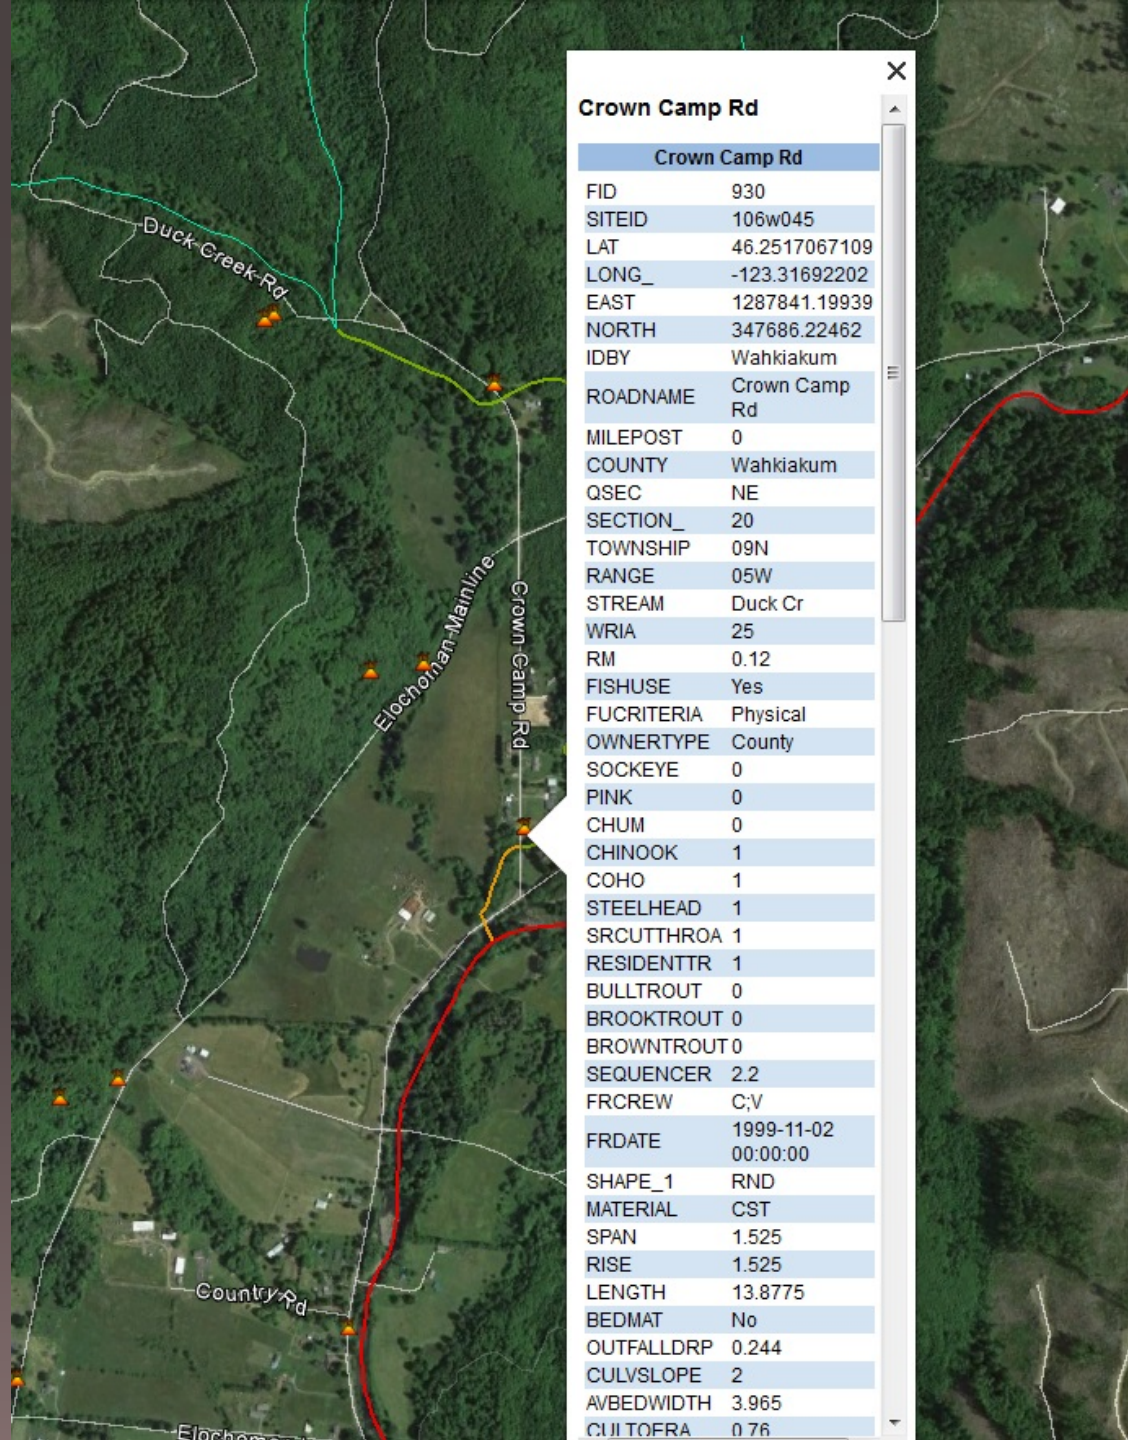 Crown Camp Rd
Crown Camp Rd
FID 930
SITEID 106w045
LAT 46.2517067109
LONG_ -123.31692202
EAST 1287841.19939
NORTH 347686.22462
IDBY Wahkiakum
ROADNAME Crown Camp
Rd
MILEPOST 0
COUNTY Wahkiakum
QSEC NE
SECTION_ 20
TOWNSHIP 09N
RANGE 05W
STREAM Duck Cr
WRIA 25
RM 0.12
FISHUSE Yes
FUCRITERIA Physical
OWNERTYPE County
SOCKEYE 0
PINK 0
CHUM 0
CHINOOK 1
COHO 1
STEELHEAD 1
SRCUTTHROA 1
RESIDENTTR 1
BULLTROUT 0
BROOKTROUT 0
BROWNTROUT 0
SEQUENCER 2.2
FRCREW C;V
FRDATE 1999-11-02
00:00:00
SHAPE_1 RND
MATERIAL CST
SPAN 1.525
RISE 1.525
LENGTH 13.8775
BEDMAT No
OUTFALLDRP 0.244
CULVSLOPE 2
AVBEDWIDTH 3.965
CULTOERA 0.76
Duck Creek Rd
Elochoman Mainline
Crown Camp Rd
Country Rd